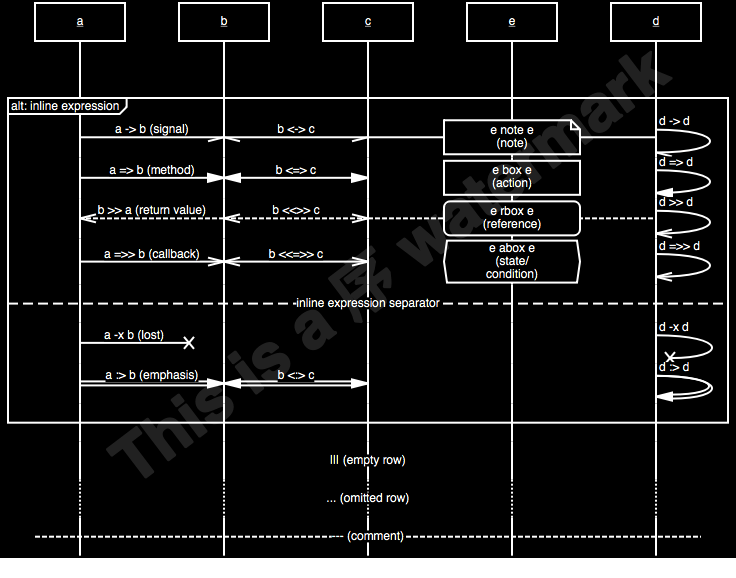 a b c e d
alt: inline expression
a -> b (signal) b <-> c e note e d -> d
(note)
a => b (method) b <=> c e box e d => d
(action)
b >> a (return value) b <<>> c e rbox e d >> d
(reference)
a =>> b (callback) b <<=>> c e abox e d =>> d
(state/
condition)
inline expression separator
a -x b (lost) d -x d
a :> b (emphasis) b <:> c d :> d
||| (empty row)
... (omitted row)
--- (comment)
This is a 序 watermark